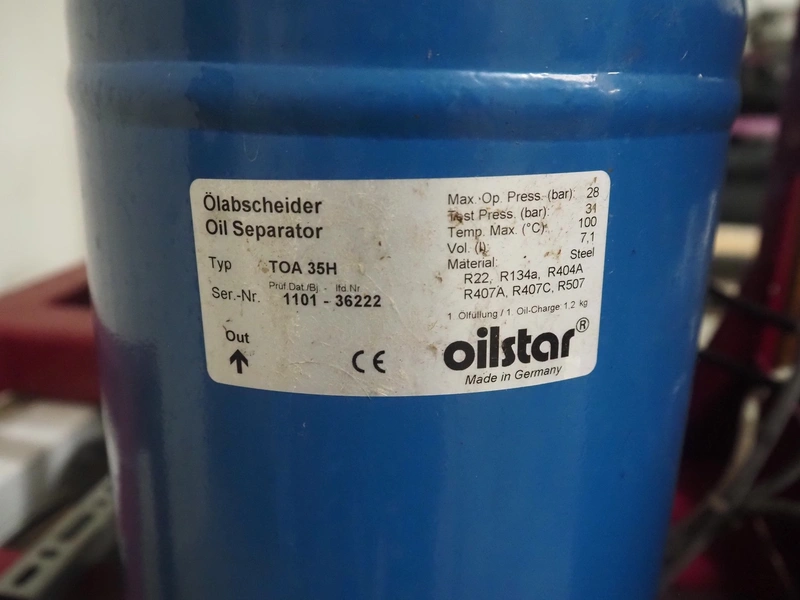 Ölabscheider
Oil Separator
Typ TOA 35H
Prüf.Dat./Bj. - lfd.Nr
Ser.-Nr. 1101 - 36222
Out
CE
Max. Op. Press. (bar): 28
Test Press. (bar): 31
Temp. Max. (°C): 100
Vol. (l): 7,1
Material: Steel
R22, R134a, R404A
R407A, R407C, R507
1 Ölfüllung / 1 Oil-Charge: 1,2 kg
oilstar®
Made in Germany